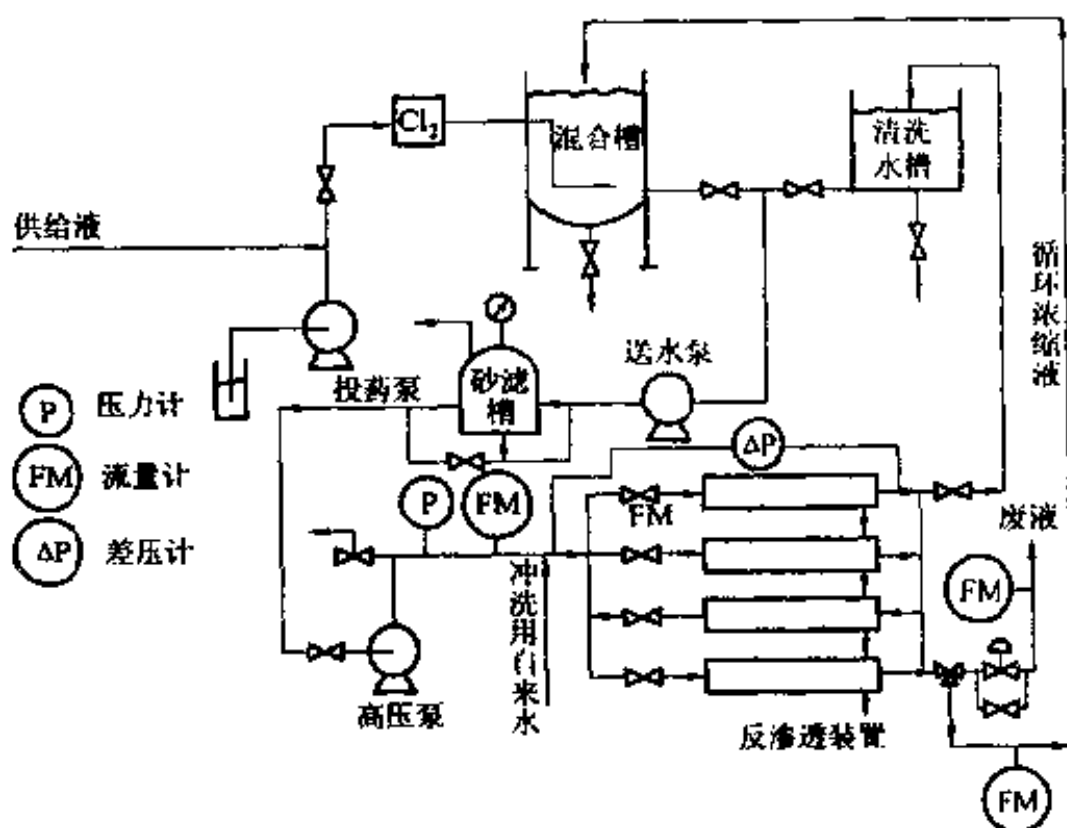 Cl₂
混合槽
清洗
水槽
供给液
循环浓缩液
送水泵
投药泵
砂滤
槽
P
压力计
ΔP
FM
流量计
P
FM
FM
废液
ΔP
差压计
冲洗用自来水
FM
高压泵
反渗透装置
FM